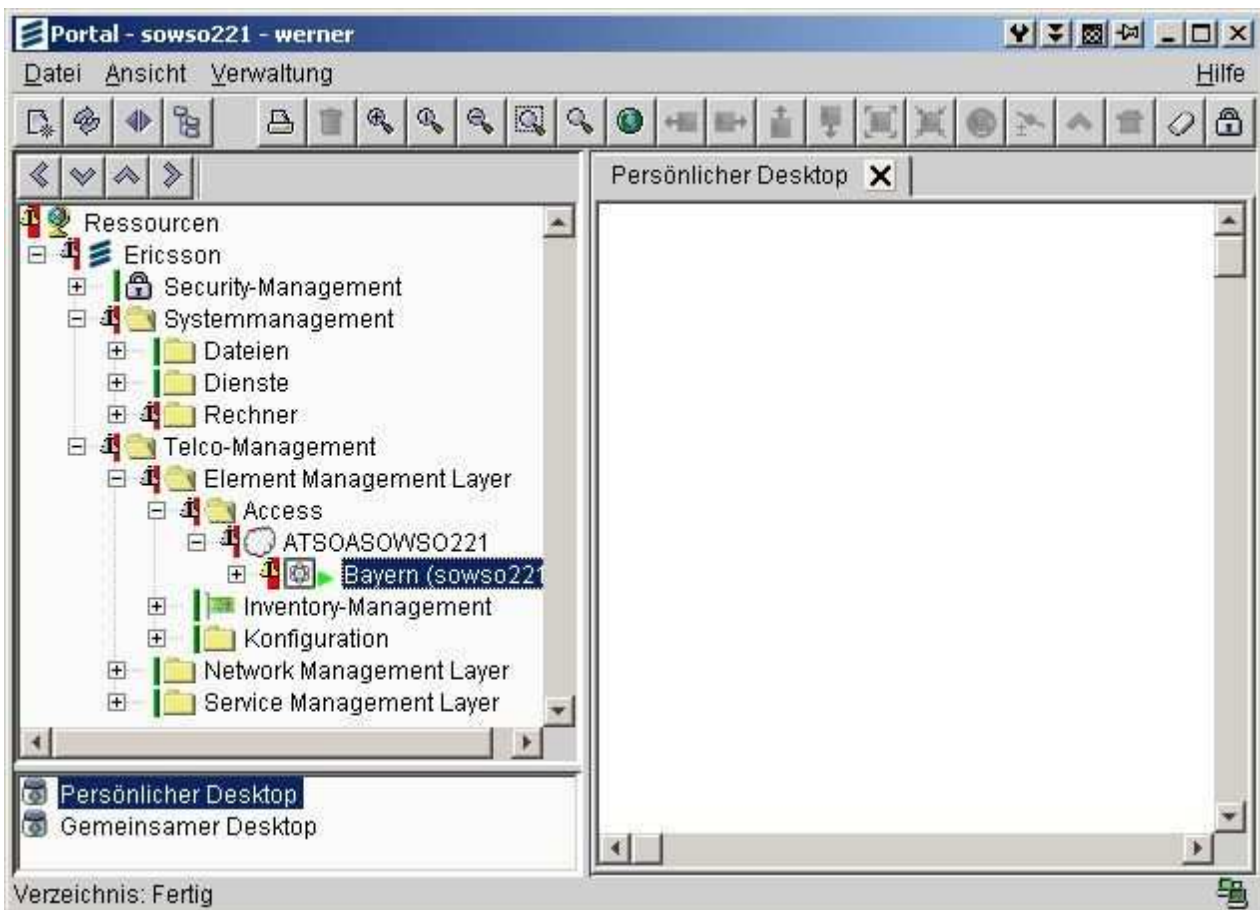 Portal - sowso221 - werner
Datei Ansicht Verwaltung Hilfe
Persönlicher Desktop
Ressourcen
Ericsson
Security-Management
Systemmanagement
Dateien
Dienste
Rechner
Telco-Management
Element Management Layer
Access
ATSOASOWSO221
Bayern (sowso221
Inventory-Management
Konfiguration
Network Management Layer
Service Management Layer
Persönlicher Desktop
Gemeinsamer Desktop
Verzeichnis: Fertig